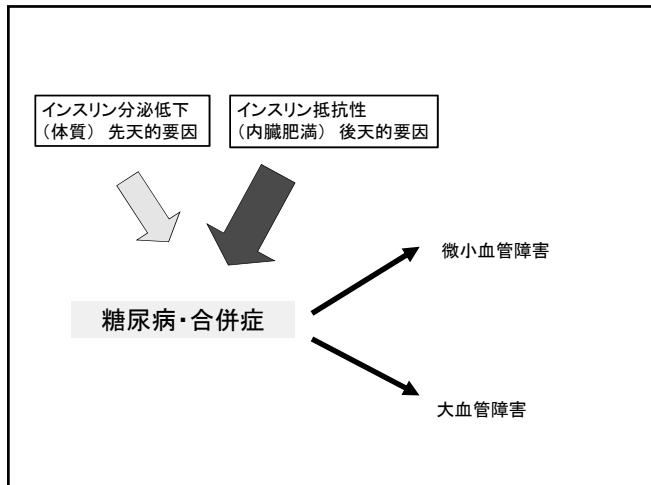 インスリン分泌低下
(体質) 先天的要因
インスリン抵抗性
(内臓肥満) 後天的要因
微小血管障害
糖尿病・合併症
大血管障害